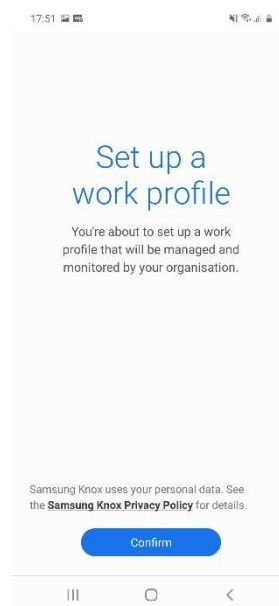 17:51
Set up a
work profile
You're about to set up a work
profile that will be managed and
monitored by your organisation.
Samsung Knox uses your personal data. See
the Samsung Knox Privacy Policy for details.
Confirm